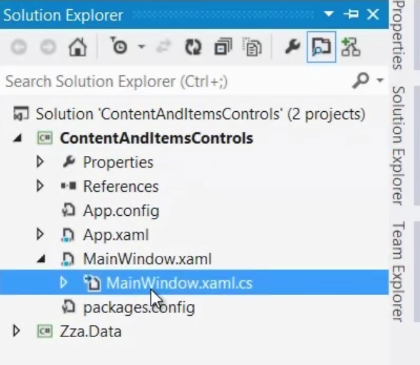 Solution Explorer
Search Solution Explorer (Ctrl+;)
Solution 'ContentAndItemsControls' (2 projects)
ContentAndItemsControls
Properties
References
App.config
App.xaml
MainWindow.xaml
MainWindow.xaml.cs
packages.config
Zza.Data
Properties
Solution Explorer
Team Explorer